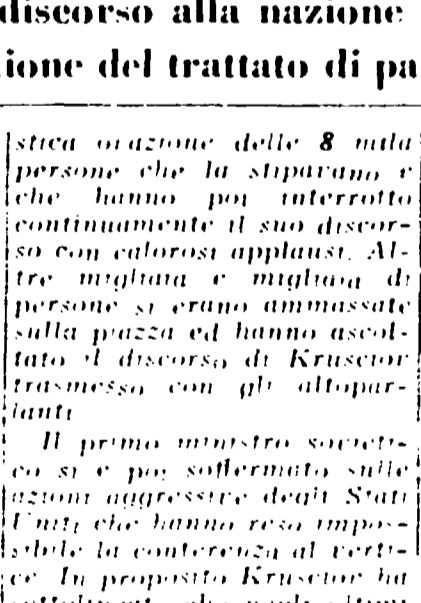 discorso alla nazione
ione del trattato di pa
stica orazione delle 8 mila
persone che la stipavano e
che hanno poi interrotto
continuamente il suo discor-
so con calorosi applausi. Al-
tre migliaia e migliaia di
persone si erano ammassate
sulla piazza ed hanno ascol-
tato il discorso di Krusciov
trasmesso con gli altopar-
lanti
Il primo ministro sovieti-
co si è poi soffermato sulle
azioni aggressive degli Stati
Uniti che hanno reso impos-
sibile la conferenza al verti-
ce. In proposito Krusciov ha